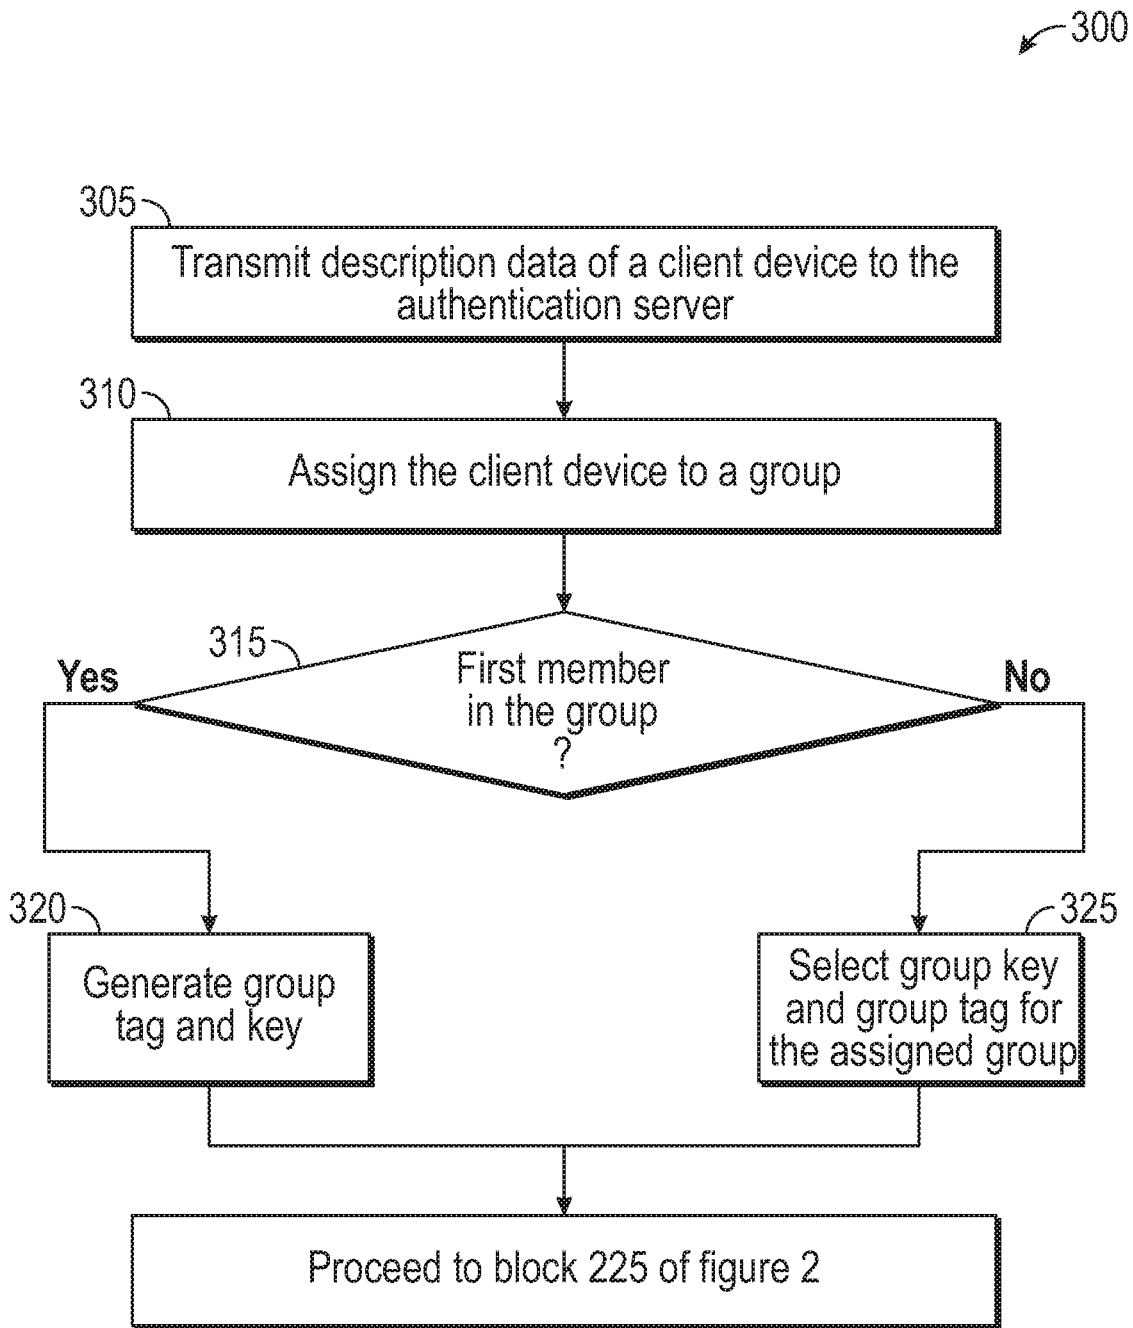 300
305
Transmit description data of a client device to the
authentication server
310
Assign the client device to a group
315
First member
in the group
?
Yes
No
320
Generate group
tag and key
325
Select group key
and group tag for
the assigned group
Proceed to block 225 of figure 2